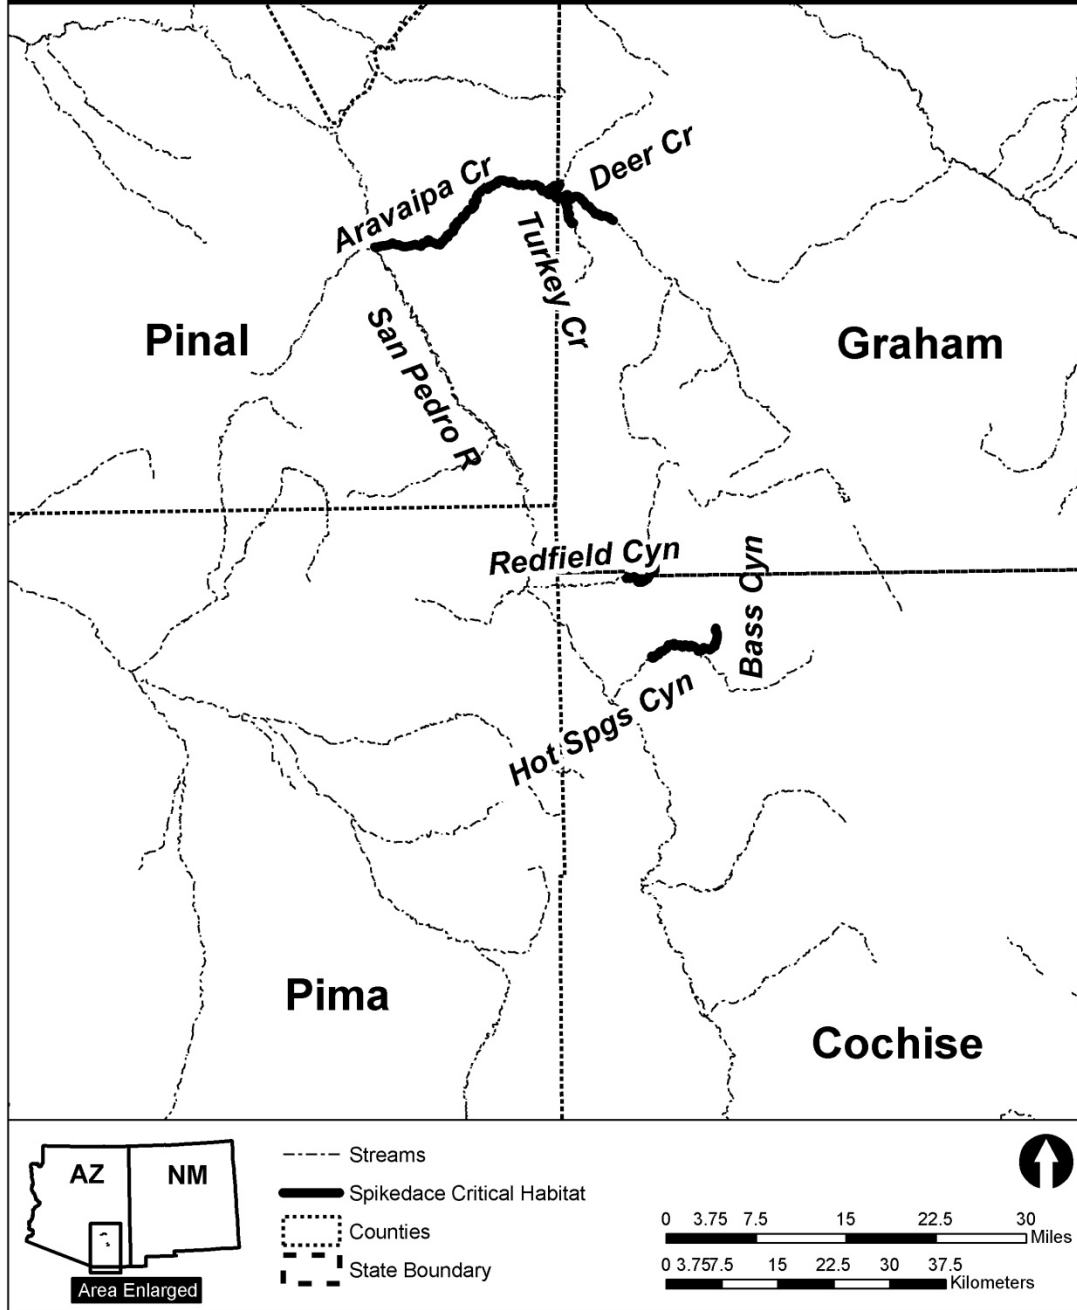 Aravaipa Cr
Deer Cr
Turkey Cr
Pinal
San Pedro R
Graham
Redfield Cyn
Bass Cyn
Hot Spgs Cyn
Pima
Cochise
AZ
NM
Area Enlarged
Streams
Spikedace Critical Habitat
Counties
State Boundary
0 3.75 7.5 15 22.5 30
Miles
0 3.757.5 15 22.5 30 37.5
Kilometers